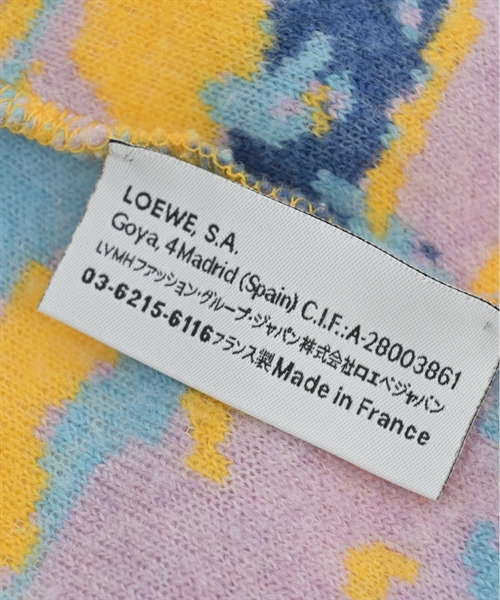 LOEWE, S.A.
Goya, 4 Madrid (Spain) C.I.F.:A-28003861
LVMHファッション・グループ・ジャパン株式会社ロエベジャパン
03-6215-6116フランス製Made in France